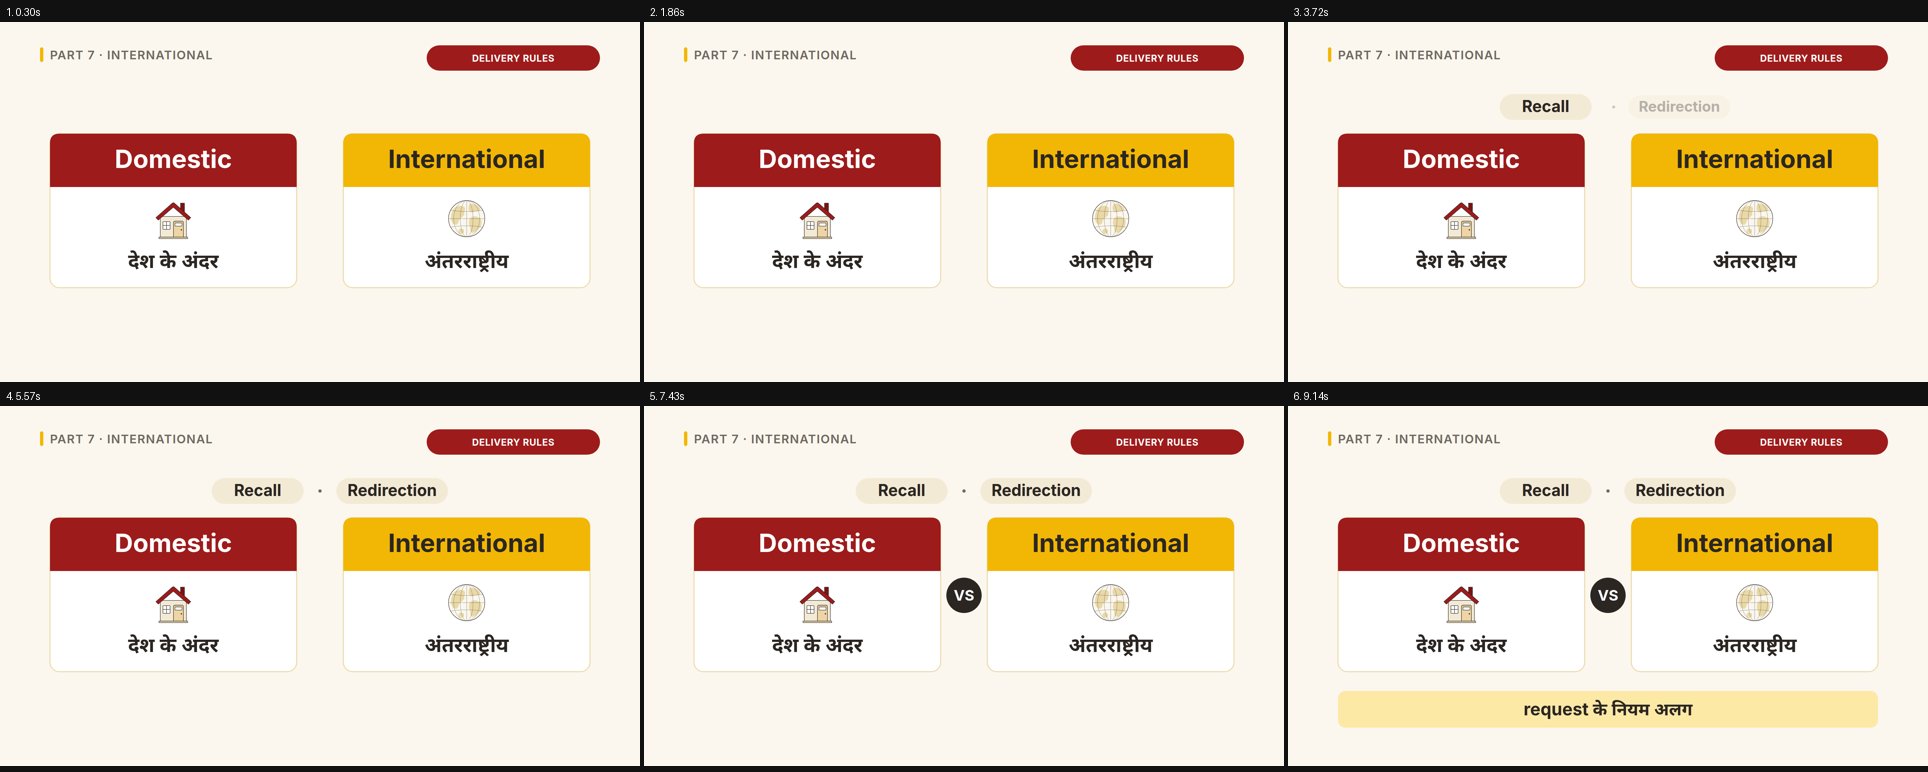 1. 0.30s
PART 7 · INTERNATIONAL
DELIVERY RULES
Domestic
International
देश के अंदर
अंतरराष्ट्रीय
2. 1.86s
PART 7 · INTERNATIONAL
DELIVERY RULES
Domestic
International
देश के अंदर
अंतरराष्ट्रीय
3. 3.72s
PART 7 · INTERNATIONAL
DELIVERY RULES
Recall · Redirection
Domestic
International
देश के अंदर
अंतरराष्ट्रीय
4. 5.57s
PART 7 · INTERNATIONAL
DELIVERY RULES
Recall · Redirection
Domestic
International
देश के अंदर
अंतरराष्ट्रीय
5. 7.43s
PART 7 · INTERNATIONAL
DELIVERY RULES
Recall · Redirection
Domestic
International
VS
देश के अंदर
अंतरराष्ट्रीय
6. 9.14s
PART 7 · INTERNATIONAL
DELIVERY RULES
Recall · Redirection
Domestic
International
VS
देश के अंदर
अंतरराष्ट्रीय
request के नियम अलग